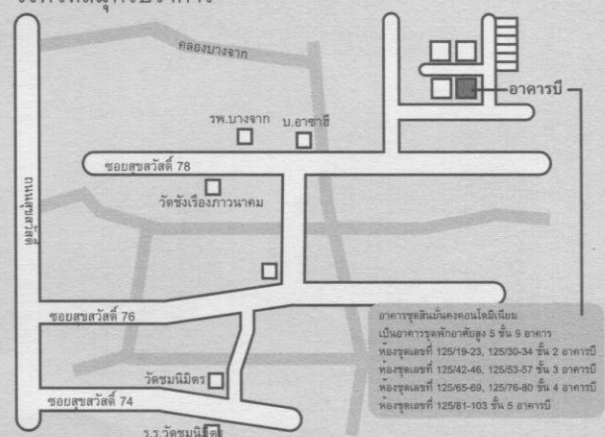 คลองบางจาก
อาคารบี
รพ.บางจาก
บ.อาซาฮี
ซอยสุขสวัสดิ์ 78
วัดชังเรืองภาวนาคม
ถนนสุขสวัสดิ์
ซอยสุขสวัสดิ์ 76
วัดชมนิมิตร
ซอยสุขสวัสดิ์ 74
ร.ร.วัดชมนิมิตร
อาคารชุดสินมั่นคงคอนโดมิเนียม
เป็นอาคารชุดพักอาศัยสูง 5 ชั้น 9 อาคาร
ห้องชุดเลขที่ 125/19-23, 125/30-34 ชั้น 2 อาคารบี
ห้องชุดเลขที่ 125/42-46, 125/53-57 ชั้น 3 อาคารบี
ห้องชุดเลขที่ 125/65-69, 125/76-80 ชั้น 4 อาคารบี
ห้องชุดเลขที่ 125/81-103 ชั้น 5 อาคารบี